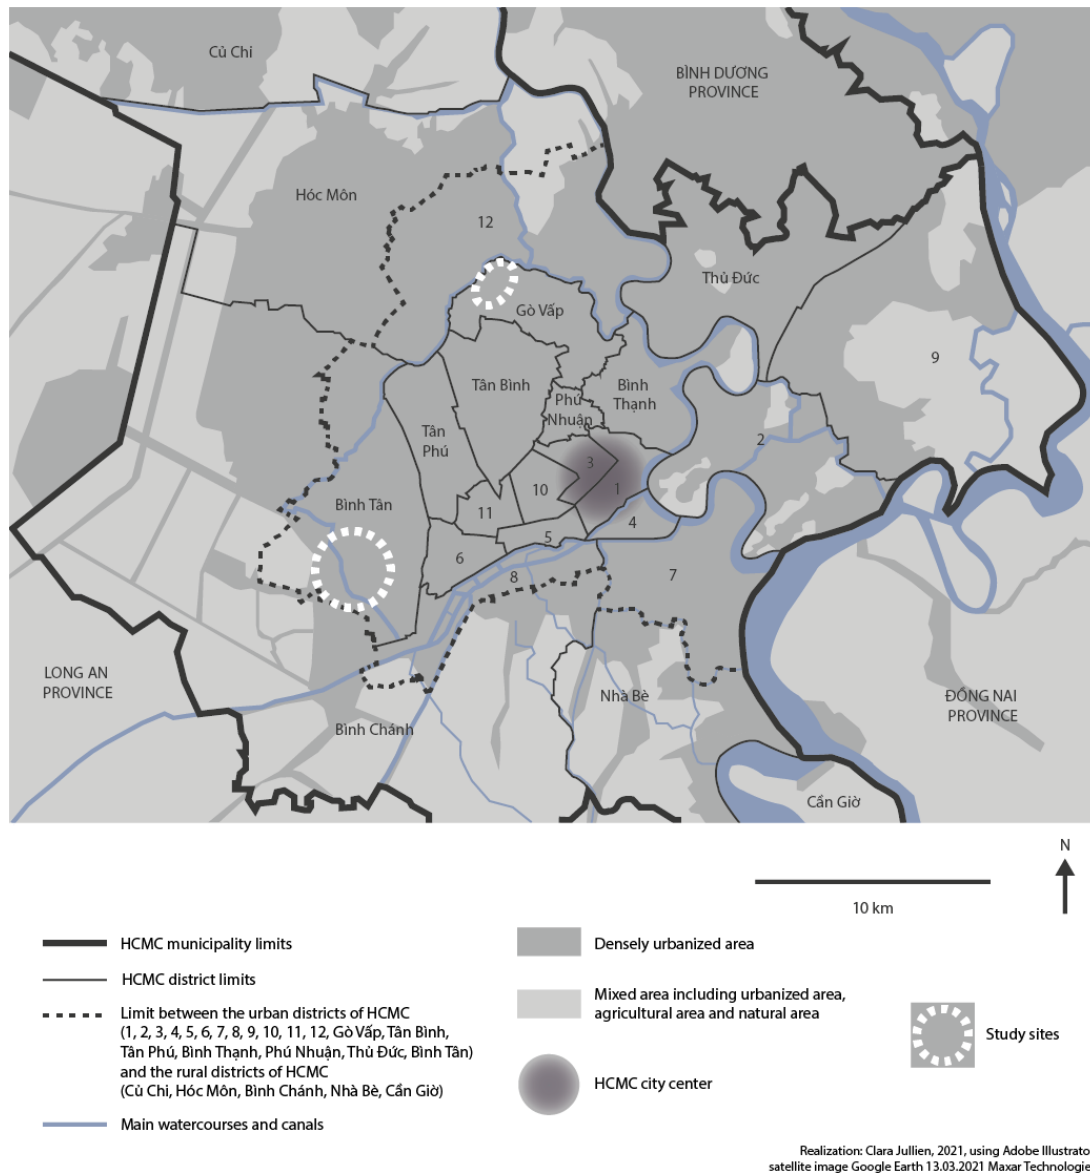 Củ Chi
BÌNH DƯƠNG
PROVINCE
Hóc Môn
12
Thủ Đức
Gò Vấp
9
Tân Bình
Bình
Thạnh
Phú
Nhuận
Tân
Phú
2
3
10
1
Bình Tân
11
4
5
6
8
7
LONG AN
PROVINCE
Nhà Bè
ĐỒNG NAI
PROVINCE
Bình Chánh
Cần Giờ
N
10 km
HCMC municipality limits
HCMC district limits
Limit between the urban districts of HCMC
(1, 2, 3, 4, 5, 6, 7, 8, 9, 10, 11, 12, Gò Vấp, Tân Bình,
Tân Phú, Bình Thạnh, Phú Nhuận, Thủ Đức, Bình Tân)
and the rural districts of HCMC
(Củ Chi, Hóc Môn, Bình Chánh, Nhà Bè, Cần Giờ)
Main watercourses and canals
Densely urbanized area
Mixed area including urbanized area,
agricultural area and natural area
HCMC city center
Study sites
Realization: Clara Jullien, 2021, using Adobe Illustrato
satellite image Google Earth 13.03.2021 Maxar Technologie